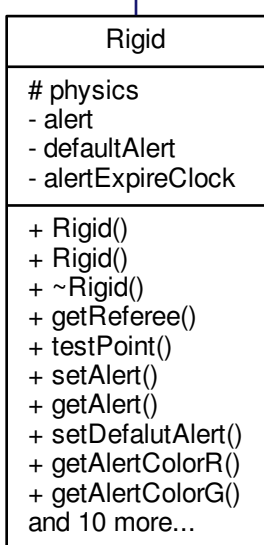 Rigid
# physics
- alert
- defaultAlert
- alertExpireClock
+ Rigid()
+ Rigid()
+ ~Rigid()
+ getReferee()
+ testPoint()
+ setAlert()
+ getAlert()
+ setDefalutAlert()
+ getAlertColorR()
+ getAlertColorG()
and 10 more...